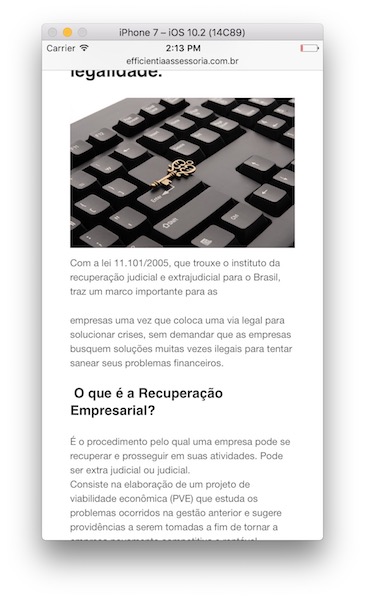 iPhone 7 – iOS 10.2 (14C89)
Carrier 2:13 PM
efficientiaassessoria.com.br
legalidade.
Com a lei 11.101/2005, que trouxe o instituto da
recuperação judicial e extrajudicial para o Brasil,
traz um marco importante para as
empresas uma vez que coloca uma via legal para
solucionar crises, sem demandar que as empresas
busquem soluções muitas vezes ilegais para tentar
sanear seus problemas financeiros.
O que é a Recuperação
Empresarial?
É o procedimento pelo qual uma empresa pode se
recuperar e prosseguir em suas atividades. Pode
ser extra judicial ou judicial.
Consiste na elaboração de um projeto de
viabilidade econômica (PVE) que estuda os
problemas ocorridos na gestão anterior e sugere
providências a serem tomadas a fim de tornar a
empresa novamente competitiva e rentável